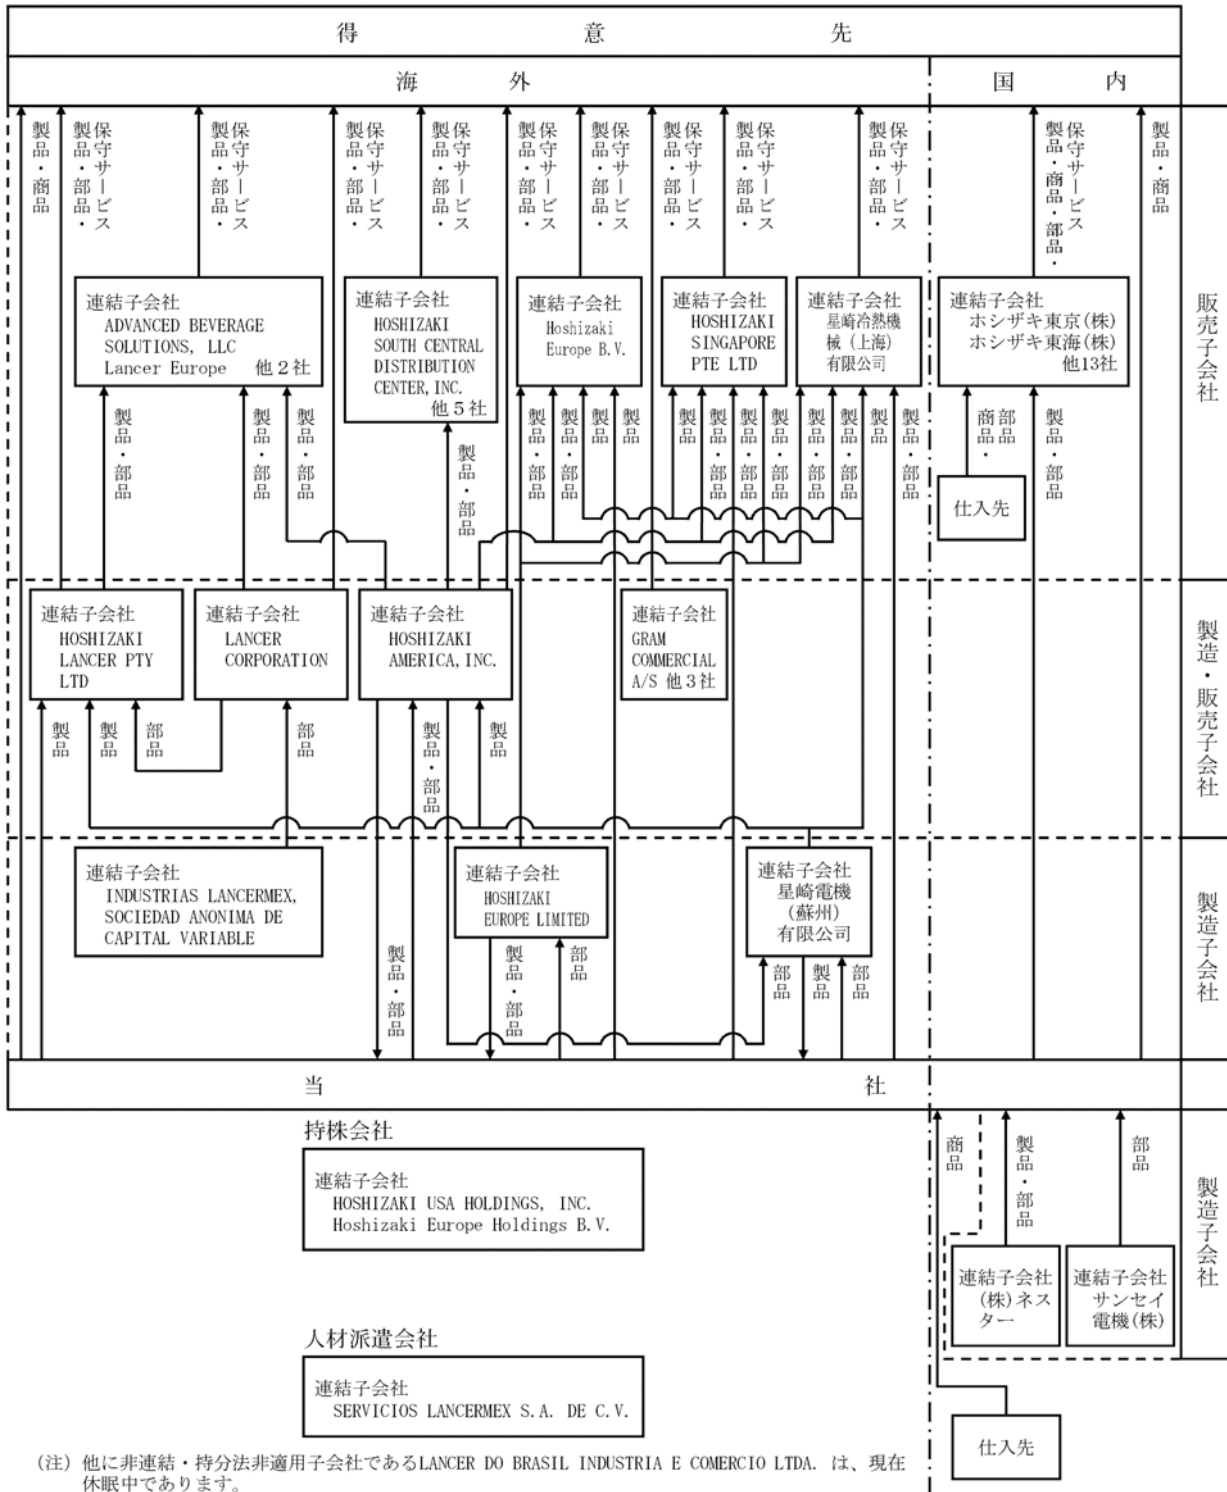 得意先
海外
国内
製品・商品
製品・部品・
保守サービス
製品・部品・
保守サービス
製品・部品・
保守サービス
製品・部品・
保守サービス
製品・部品・
保守サービス
製品・部品・
保守サービス
製品・部品・
保守サービス
製品・部品・
保守サービス
製品・部品・
保守サービス
製品・商品・部品・
保守サービス
製品・商品
販売子会社
連結子会社
ADVANCED BEVERAGE
SOLUTIONS, LLC
Lancer Europe 他2社
連結子会社
HOSHIZAKI
SOUTH CENTRAL
DISTRIBUTION
CENTER, INC.
他5社
連結子会社
Hoshizaki
Europe B.V.
連結子会社
HOSHIZAKI
SINGAPORE
PTE LTD
連結子会社
星崎冷熱機
械（上海）
有限公司
連結子会社
ホシザキ東京(株)
ホシザキ東海(株)
他13社
製品・部品
製品・部品
製品・部品
製品・部品
製品・部品
製品・部品
製品
製品
製品
製品・部品
製品・部品
製品・部品
製品・部品
製品・部品
製品
製品・部品
商品・
部品
製品・部品
仕入先
製造・販売子会社
連結子会社
HOSHIZAKI
LANCER PTY
LTD
連結子会社
LANCER
CORPORATION
連結子会社
HOSHIZAKI
AMERICA, INC.
連結子会社
GRAM
COMMERCIAL
A/S 他3社
製品
製品
部品
部品
製品・部品
製品
製造子会社
連結子会社
INDUSTRIAS LANCERMEX,
SOCIEDAD ANONIMA DE
CAPITAL VARIABLE
連結子会社
HOSHIZAKI
EUROPE LIMITED
連結子会社
星崎電機
（蘇州）
有限公司
製品・部品
製品・部品
部品
部品
製品
部品
当社
持株会社
連結子会社
HOSHIZAKI USA HOLDINGS, INC.
Hoshizaki Europe Holdings B.V.
商品
製品・部品
部品
製造子会社
連結子会社
(株)ネス
ター
連結子会社
サンセイ
電機(株)
人材派遣会社
連結子会社
SERVICIOS LANCERMEX S.A. DE C.V.
仕入先
（注）他に非連結・持分法非適用子会社であるLANCER DO BRASIL INDUSTRIA E COMERCIO LTDA. は、現在
休眠中であります。